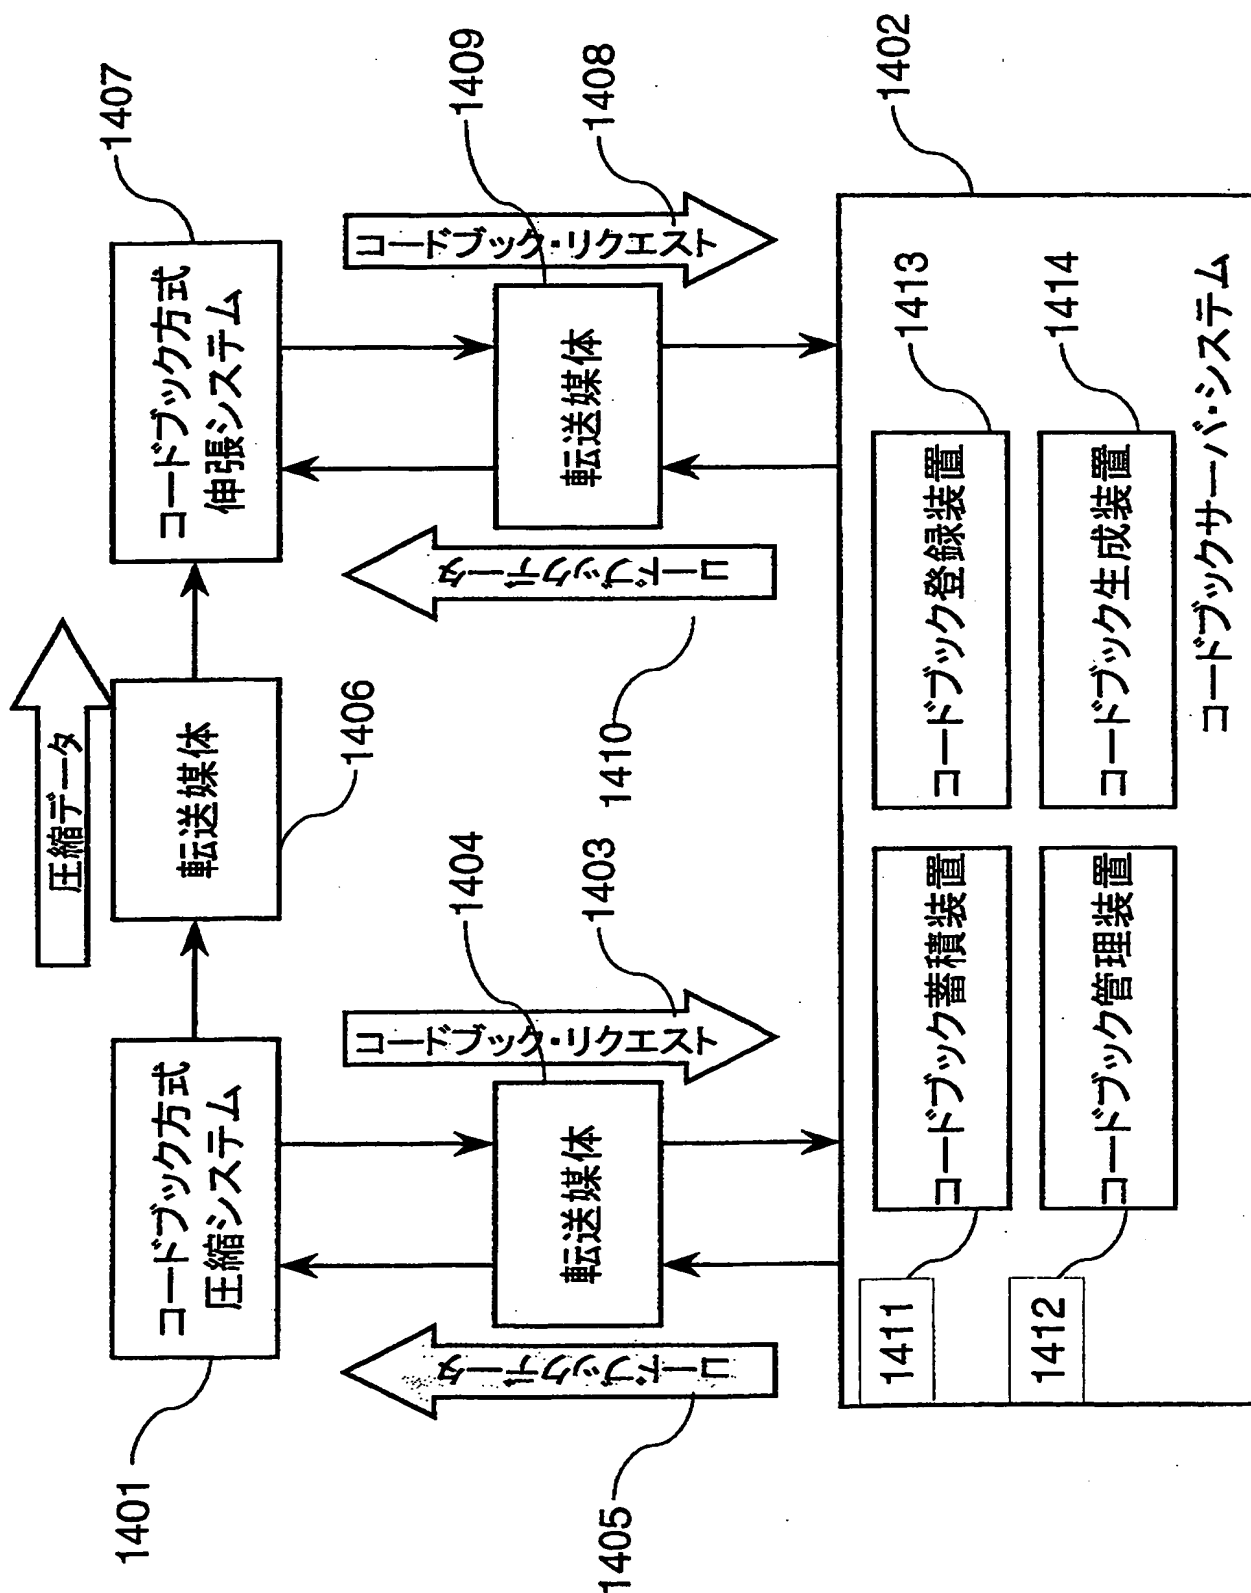 圧縮データ
1401
コードブック方式
圧縮システム
転送媒体
1406
コードブック方式
伸張システム
1407
1405
コードブックデータ
転送媒体
1404
コードブック・リクエスト
1403
1410
コードブックデータ
転送媒体
1409
コードブック・リクエスト
1408
1402
1411
コードブック蓄積装置
コードブック登録装置
1413
1412
コードブック管理装置
コードブック生成装置
1414
コードブックサーバ・システム